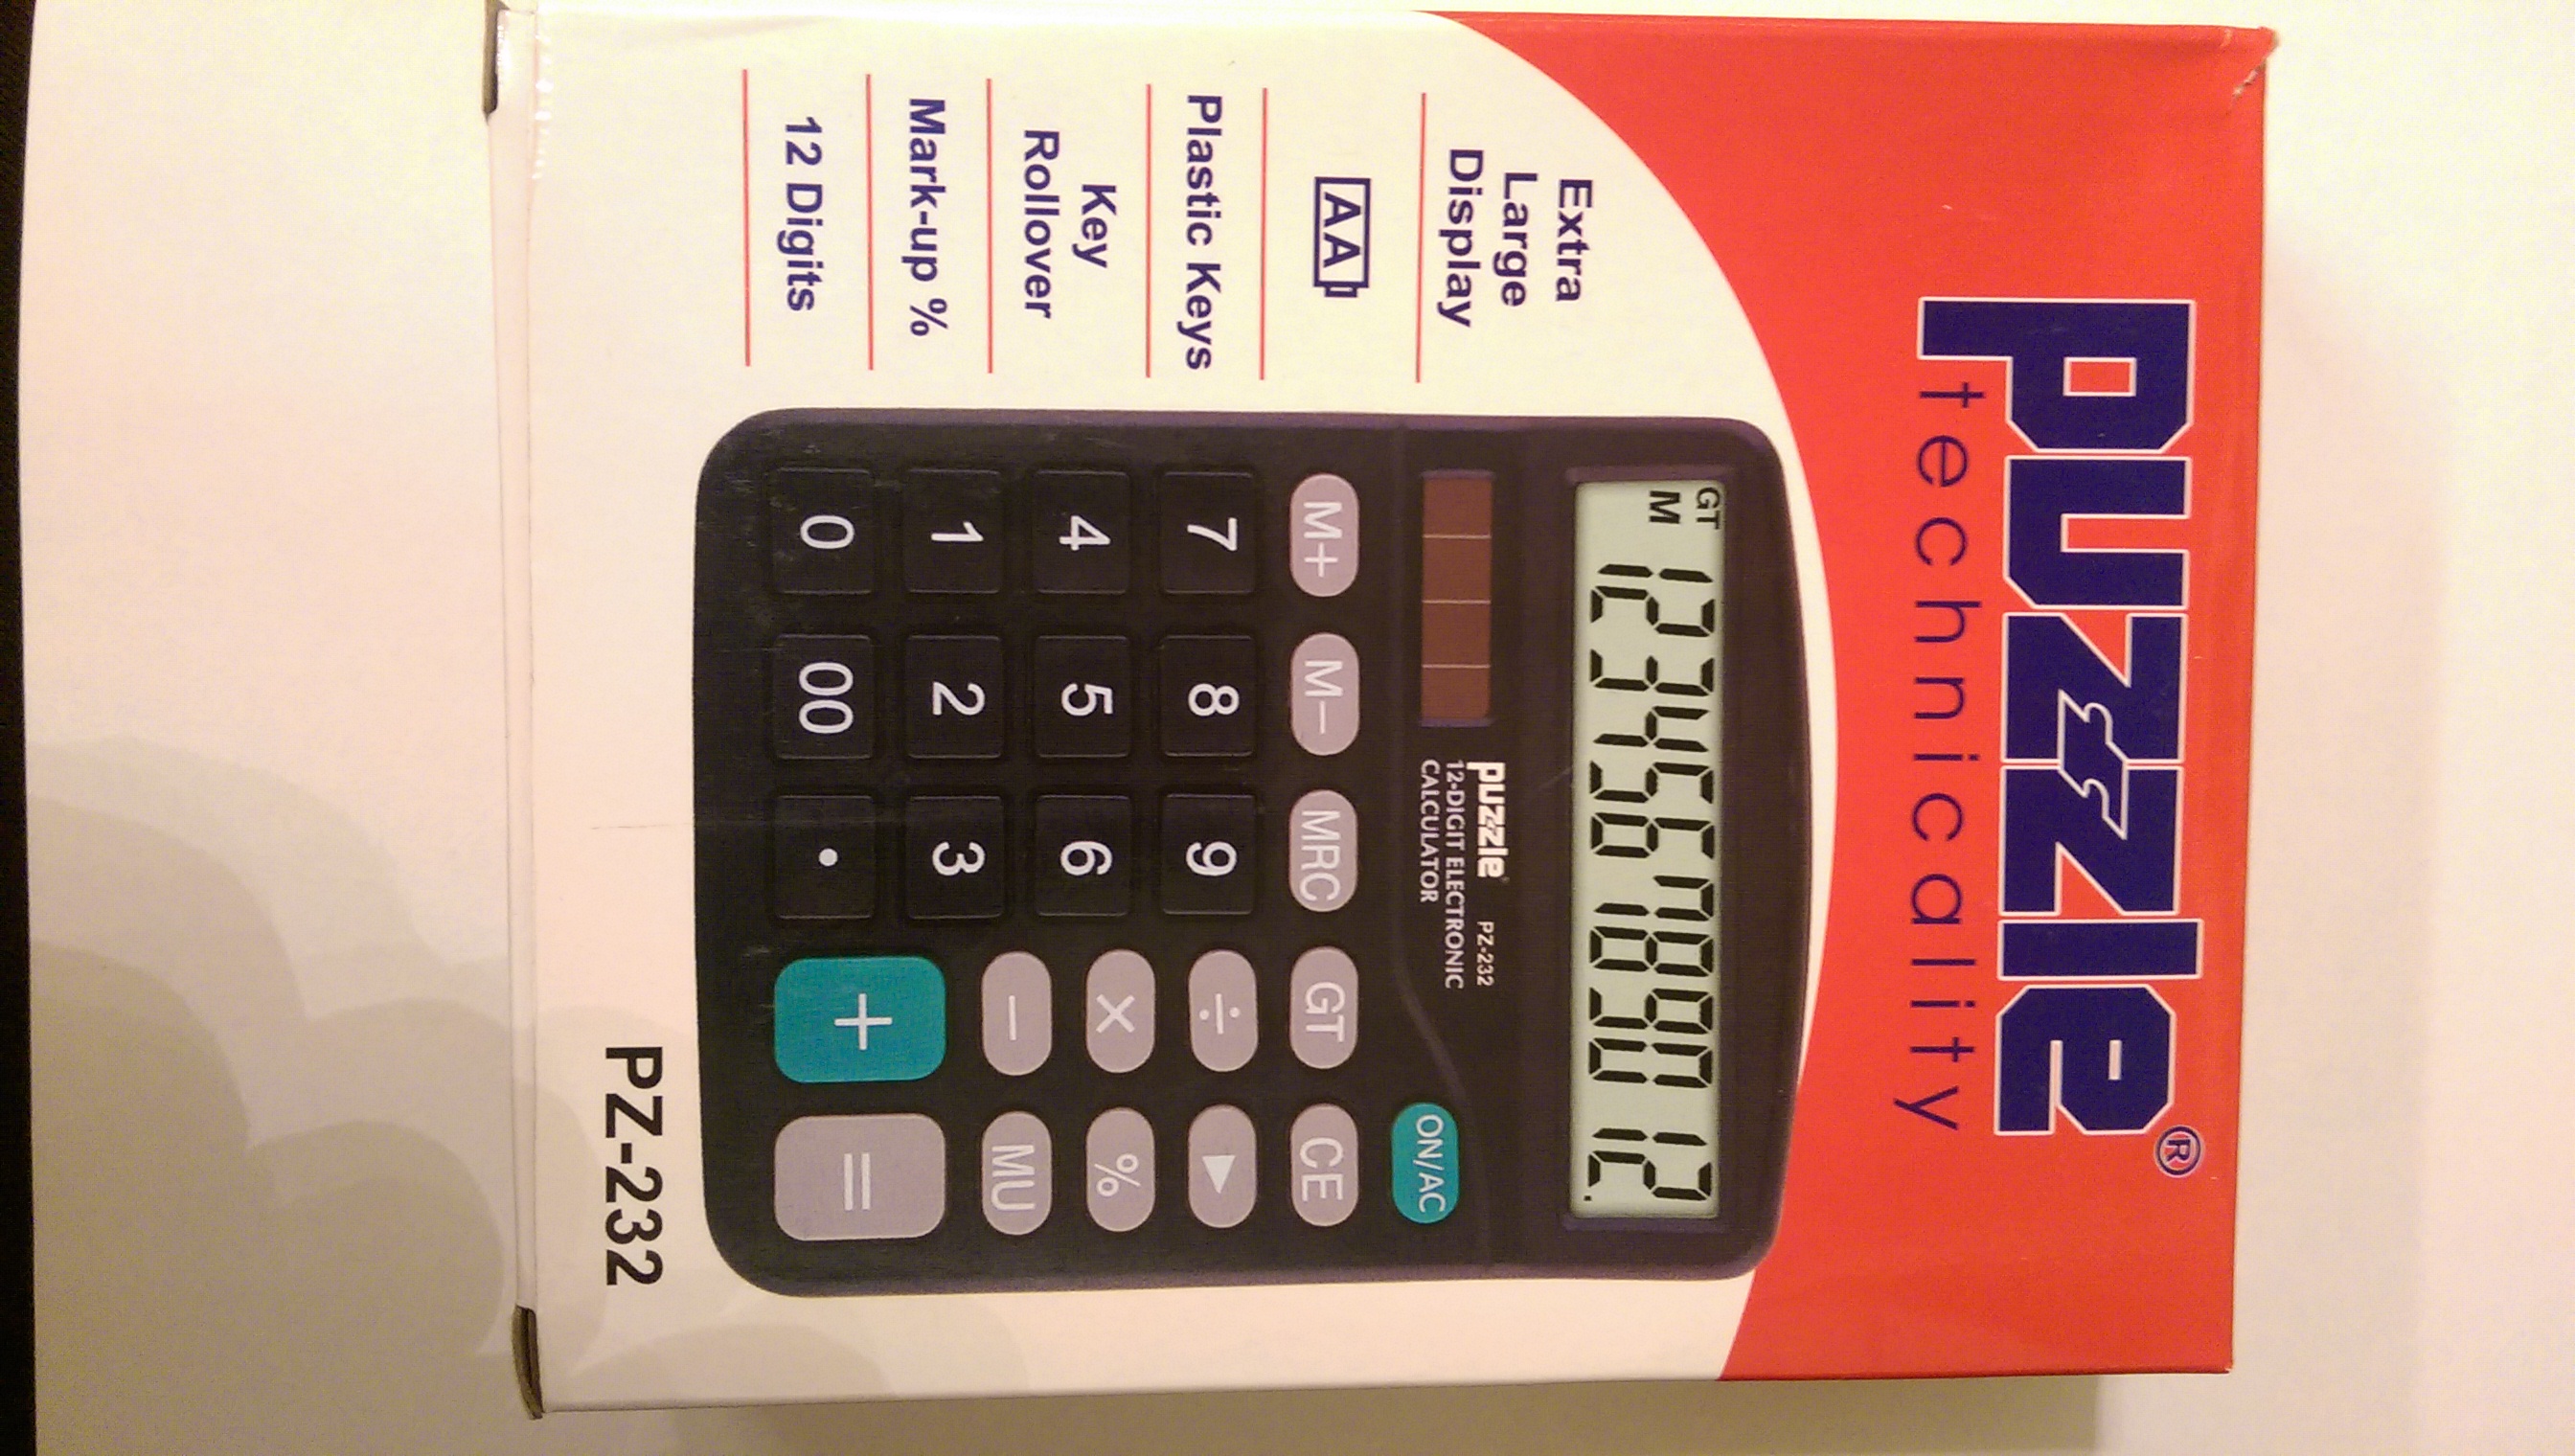 puzzle®
technicality
Extra
Large
Display
AA
Plastic Keys
Key
Rollover
Mark-up %
12 Digits
GT
M
123456789012.
puzzle PZ-232
12-DIGIT ELECTRONIC
CALCULATOR
ON/AC
M+ M− MRC GT CE
7 8 9 ÷ ▶
4 5 6 × %
1 2 3 − MU
0 00 . + =
PZ-232